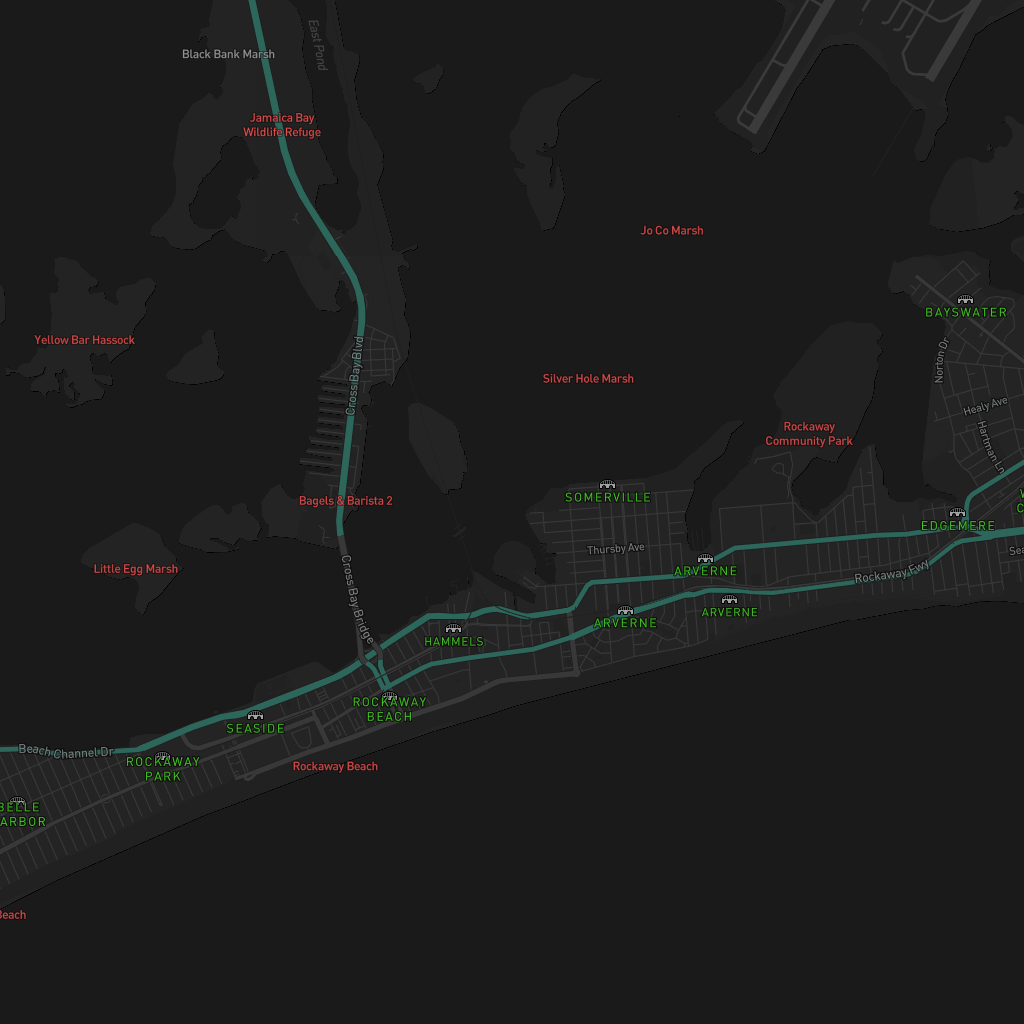 East Pond
Black Bank Marsh
Jamaica Bay
Wildlife Refuge
Jo Co Marsh
BAYSWATER
Yellow Bar Hassock
Norton Dr
Cross Bay Blvd
Silver Hole Marsh
Healy Ave
Rockaway
Community Park
Hartman Ln
Bagels & Barista 2
SOMERVILLE
EDGEMERE
Thursby Ave
Little Egg Marsh
ARVERNE
Rockaway Fwy
Cross Bay Bridge
ARVERNE
ARVERNE
HAMMELS
ROCKAWAY
BEACH
SEASIDE
Beach Channel Dr
ROCKAWAY
PARK
Rockaway Beach
BELLE
ARBOR
Beach